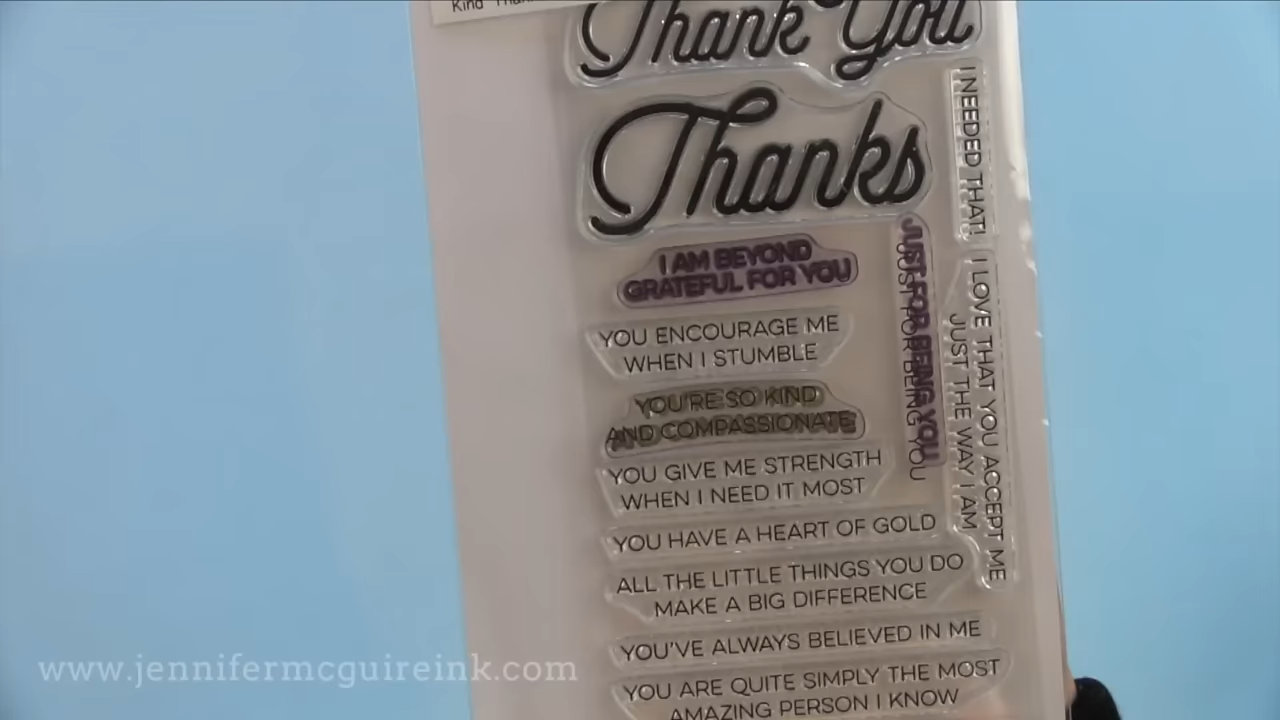 Kind Than
Thank You
Thanks
I AM BEYOND
GRATEFUL FOR YOU
YOU ENCOURAGE ME
WHEN I STUMBLE
YOU'RE SO KIND
AND COMPASSIONATE
YOU GIVE ME STRENGTH
WHEN I NEED IT MOST
YOU HAVE A HEART OF GOLD
ALL THE LITTLE THINGS YOU DO
MAKE A BIG DIFFERENCE
YOU'VE ALWAYS BELIEVED IN ME
YOU ARE QUITE SIMPLY THE MOST
AMAZING PERSON I KNOW
JUST FOR BEING YOU
I NEEDED THAT!
I LOVE THAT YOU ACCEPT ME
JUST THE WAY I AM
www.jennifermcguireink.com